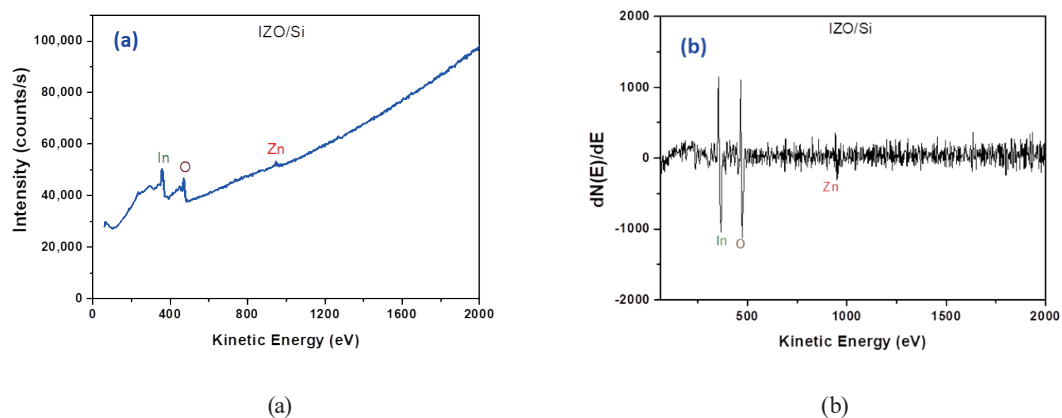 IZO/Si
(a)
100,000
80,000
60,000
40,000
20,000
0
Intensity (counts/s)
In
O
Zn
0
400
800
1200
1600
2000
Kinetic Energy (eV)
(a)
IZO/Si
(b)
2000
1000
0
-1000
-2000
dN(E)/dE
Zn
In
O
500
1000
1500
2000
Kinetic Energy (eV)
(b)